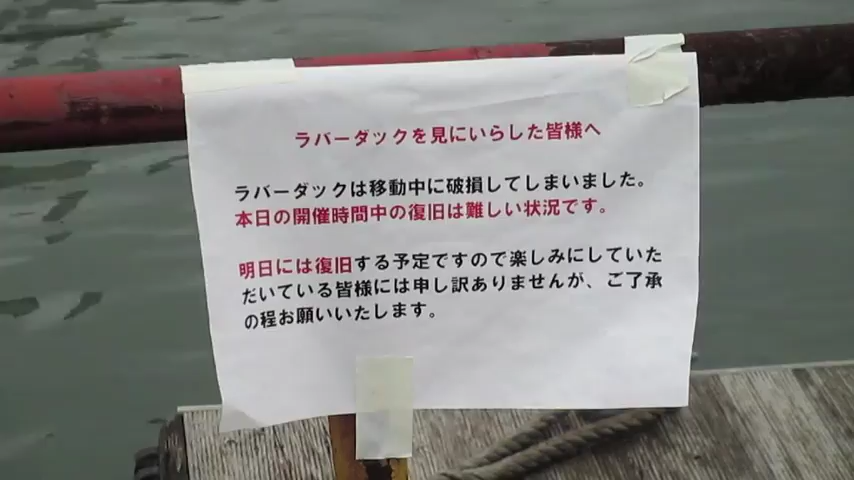 ラバーダックを見にいらした皆様へ
ラバーダックは移動中に破損してしまいました。
本日の開催時間中の復旧は難しい状況です。
明日には復旧する予定ですので楽しみにしていた
だいている皆様には申し訳ありませんが、ご了承
の程お願いいたします。